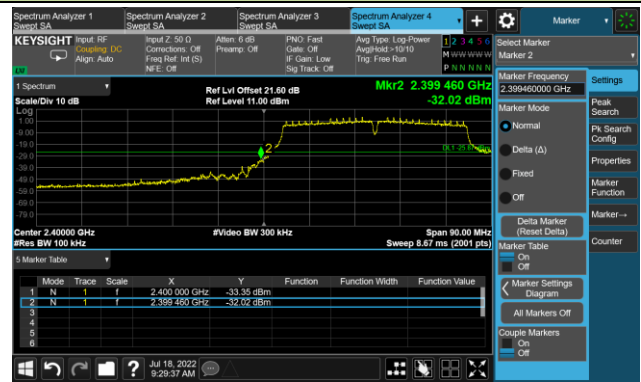 Spectrum Analyzer 1
Swept SA
Spectrum Analyzer 2
Swept SA
Spectrum Analyzer 3
Swept SA
Spectrum Analyzer 4
Swept SA
Marker
KEYSIGHT
Input: RF
Coupling: DC
Align: Auto
Input Z: 50 Ω
Corrections: Off
Freq Ref: Int (S)
NFE: Off
Atten: 6 dB
Preamp: Off
PNO: Fast
Gate: Off
IF Gain: Low
Sig Track: Off
Avg Type: Log-Power
Avg|Hold:>10/10
Trig: Free Run
1 2 3 4 5 6
M W W W W W
P N N N N N
LW
Select Marker
Marker 2
1 Spectrum
Scale/Div 10 dB
Log
Ref Lvl Offset 21.60 dB
Ref Level 11.00 dBm
Mkr2 2.399 460 GHz
-32.02 dBm
1.00
-9.00
-19.0
-29.0
-39.0
-49.0
-59.0
-69.0
-79.0
2
Center 2.40000 GHz
#Res BW 100 kHz
#Video BW 300 kHz
Span 90.00 MHz
Sweep 8.67 ms (2001 pts)
5 Marker Table
Mode Trace Scale X Y Function Function Width Function Value
1 N 1 f 2.400 000 GHz -33.35 dBm
2 N 1 f 2.399 460 GHz -32.02 dBm
3
4
5
6
Marker Frequency
2.399460000 GHz
Marker Mode
Normal
Delta (Δ)
Fixed
Off
Delta Marker
(Reset Delta)
Marker Table
On
Off
Marker Settings
Diagram
All Markers Off
Couple Markers
On
Off
Settings
Peak
Search
Pk Search
Config
Properties
Marker
Function
Marker→
Counter
?
Jul 18, 2022
9:29:37 AM